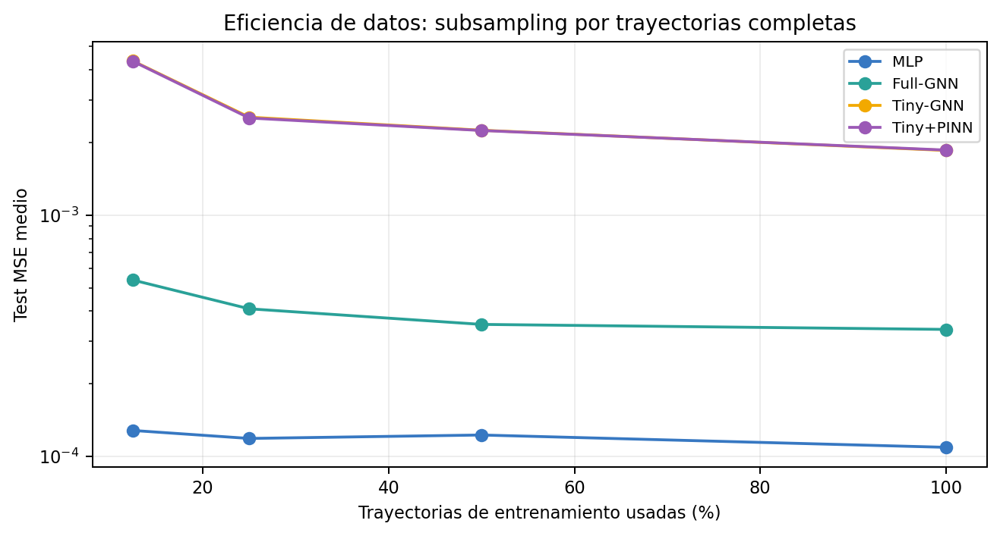 Eficiencia de datos: subsampling por trayectorias completas
MLP
Full-GNN
Tiny-GNN
Tiny+PINN
Test MSE medio
10⁻³
10⁻⁴
20
40
60
80
100
Trayectorias de entrenamiento usadas (%)